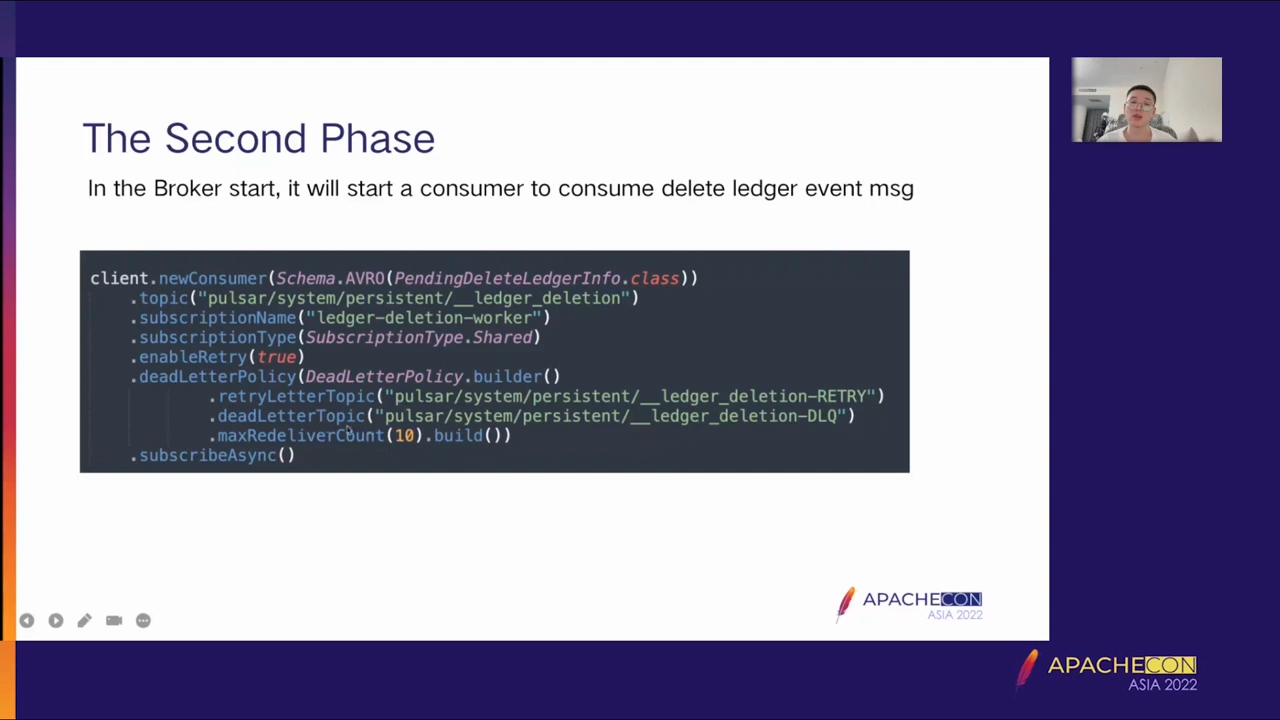 The Second Phase
In the Broker start, it will start a consumer to consume delete ledger event msg
client.newConsumer(Schema.AVRO(PendingDeleteLedgerInfo.class))
.topic("pulsar/system/persistent/__ledger_deletion")
.subscriptionName("ledger-deletion-worker")
.subscriptionType(SubscriptionType.Shared)
.enableRetry(true)
.deadLetterPolicy(DeadLetterPolicy.builder()
.retryLetterTopic("pulsar/system/persistent/__ledger_deletion-RETRY")
.deadLetterTopic("pulsar/system/persistent/__ledger_deletion-DLQ")
.maxRedeliverCount(10).build())
.subscribeAsync()
APACHECON
ASIA 2022
APACHECON
ASIA 2022